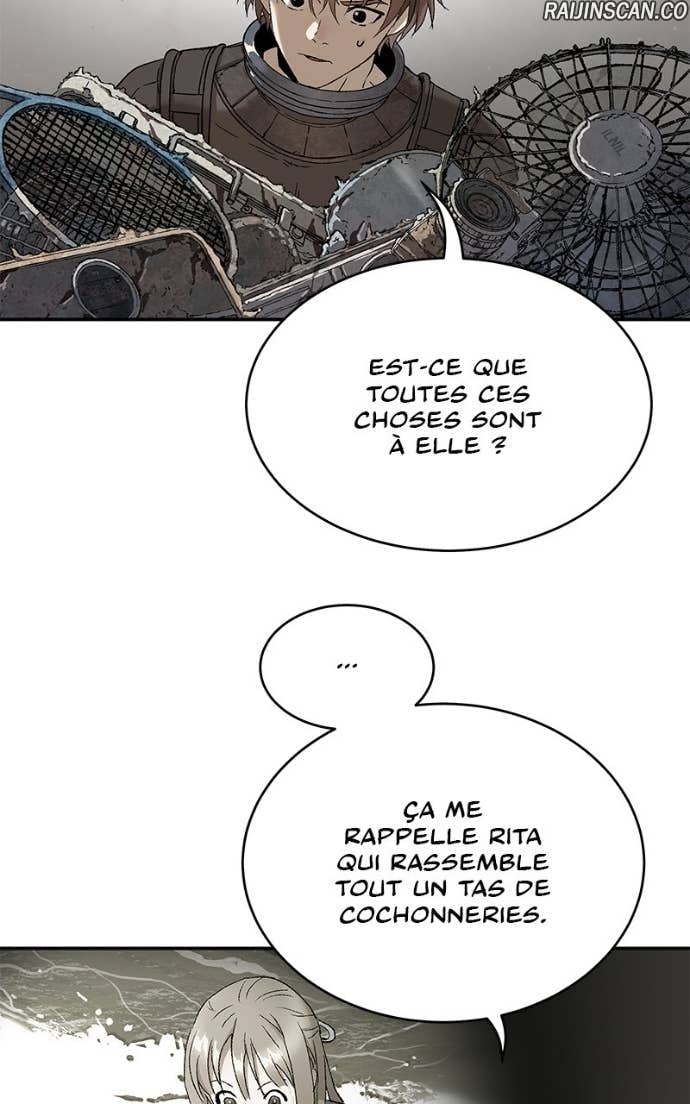 RAIJINSCAN.CO
EST-CE QUE
TOUTES CES
CHOSES SONT
À ELLE ?
...
ÇA ME
RAPPELLE RITA
QUI RASSEMBLE
TOUT UN TAS DE
COCHONNERIES.